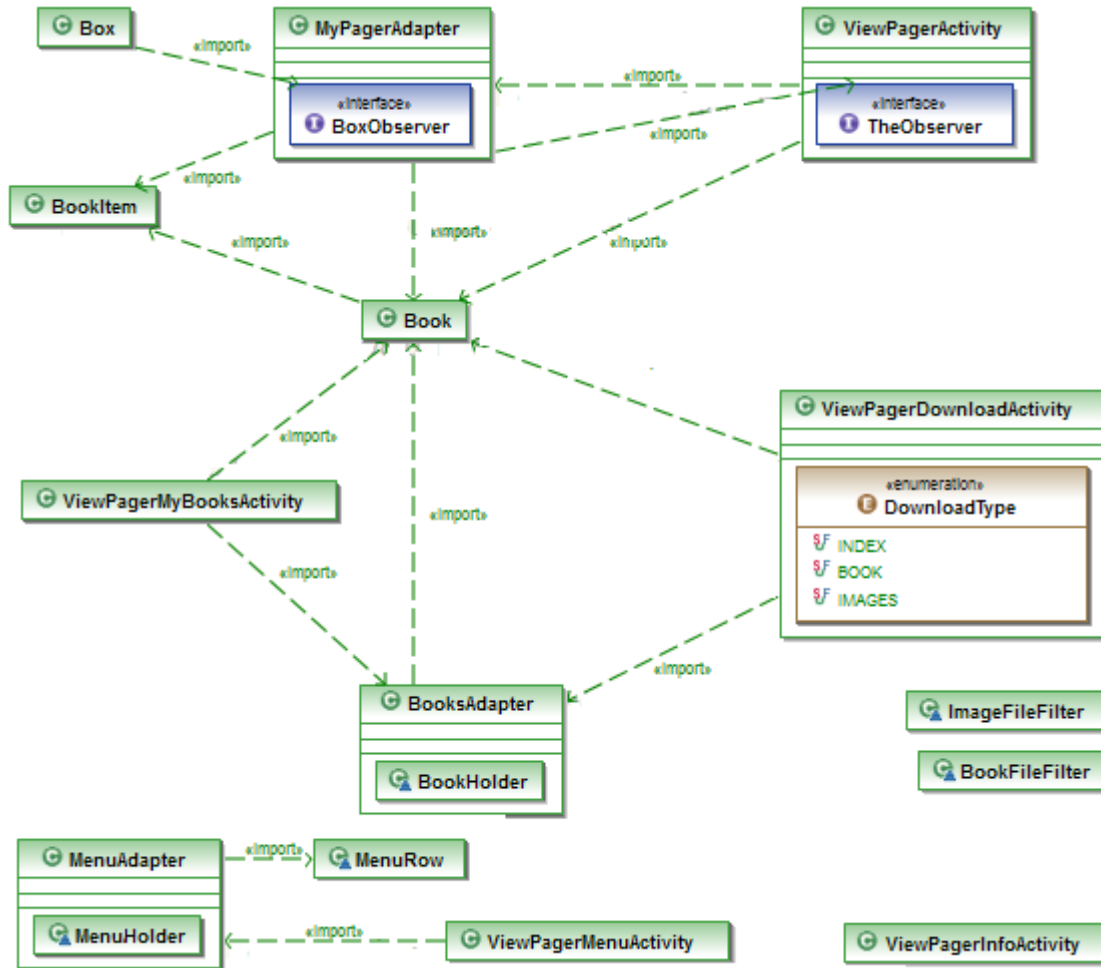 Box
MyPagerAdapter
ViewPagerActivity
«import»
«import»
«interface»
BoxObserver
«interface»
TheObserver
«import»
«import»
BookItem
«import»
«import»
«import»
Book
ViewPagerDownloadActivity
«import»
«enumeration»
DownloadType
ViewPagerMyBooksActivity
«import»
INDEX
BOOK
IMAGES
«import»
«import»
BooksAdapter
ImageFileFilter
BookHolder
BookFileFilter
MenuAdapter
«import»
MenuRow
MenuHolder
«import»
ViewPagerMenuActivity
ViewPagerInfoActivity